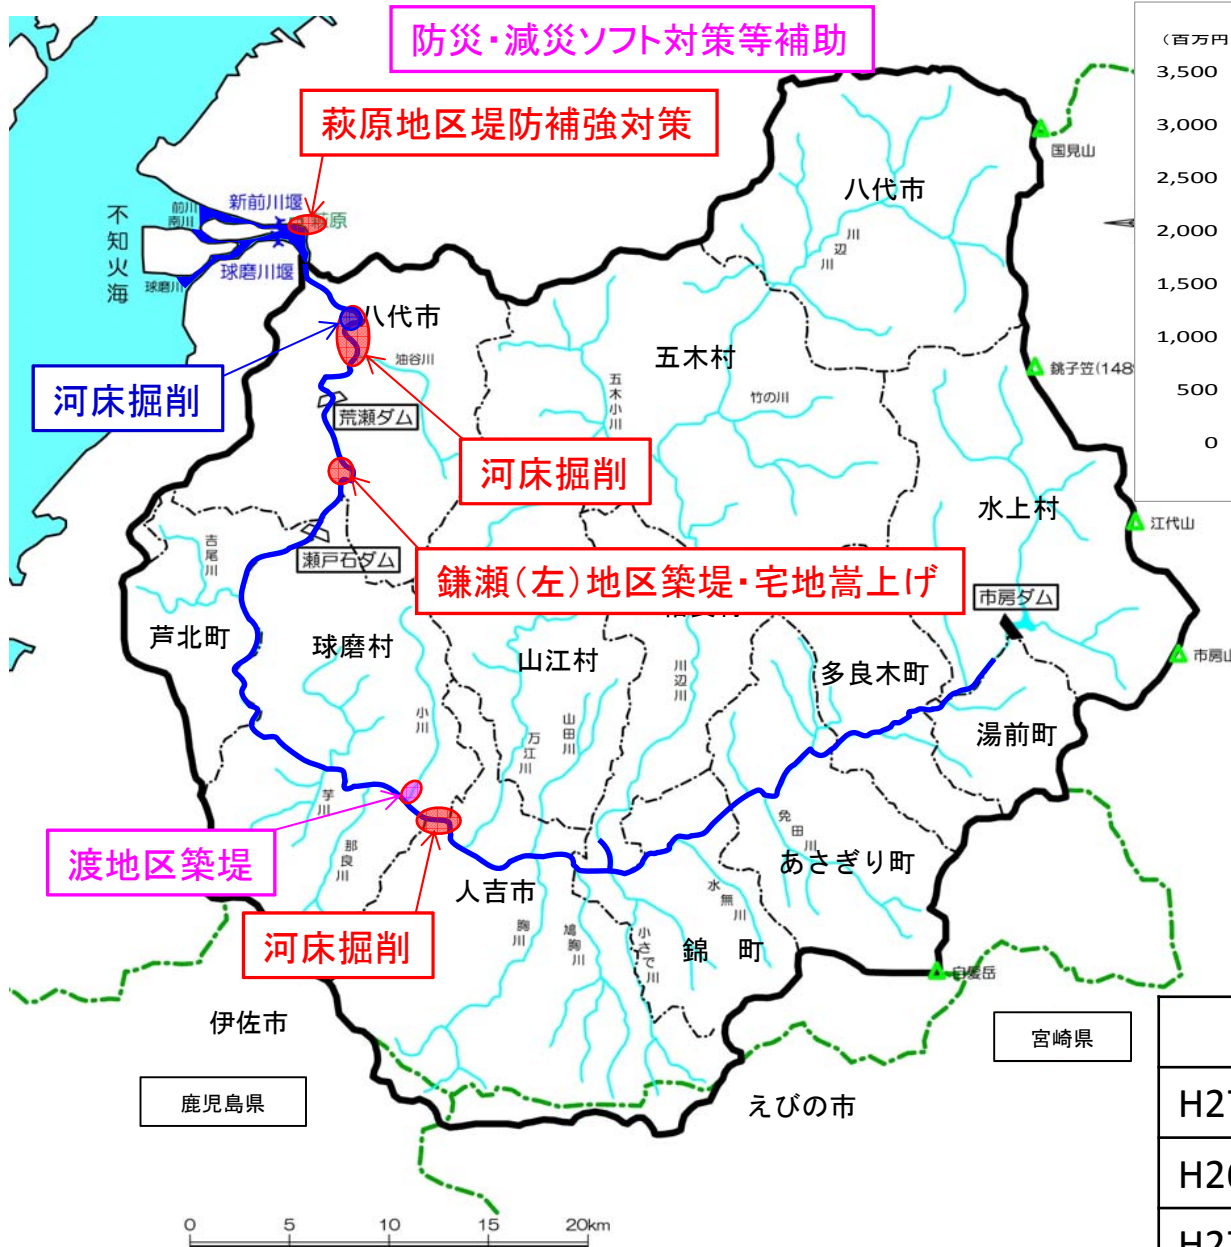 防災・減災ソフト対策等補助
(百万円
3,500
3,000
2,500
2,000
1,500
1,000
500
0
萩原地区堤防補強対策
国見山
八代市
川辺川
新前川堰
前川
南川
萩原
不知火海
球磨川堰
球磨川
八代市
油谷川
五木村
銚子笠(148
河床掘削
荒瀬ダム
五木小川
竹の川
河床掘削
水上村
江代山
吉尾川
瀬戸石ダム
鎌瀬(左)地区築堤・宅地嵩上げ
市房ダム
芦北町
球磨村
山江村
川辺川
多良木町
市房山
小川
万江川
山田川
湯前町
芋川
那良川
免田川
渡地区築堤
あさぎり町
人吉市
水無川
河床掘削
胸川
鳩胸川
小さで川
錦 町
白髪岳
伊佐市
宮崎県
鹿児島県
えびの市
H27
H26
0 5 10 15 20km